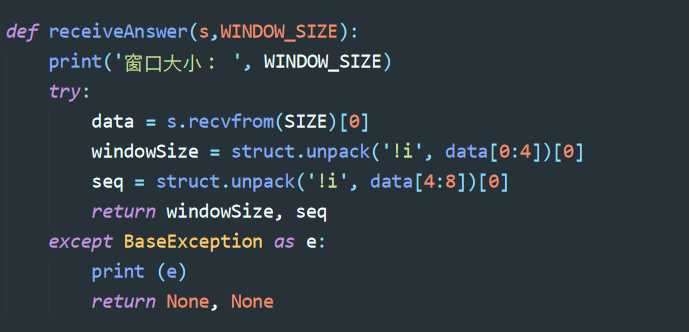 def receiveAnswer(s,WINDOW_SIZE):
    print('窗口大小： ', WINDOW_SIZE)
    try:
        data = s.recvfrom(SIZE)[0]
        windowSize = struct.unpack('!i', data[0:4])[0]
        seq = struct.unpack('!i', data[4:8])[0]
        return windowSize, seq
    except BaseException as e:
        print (e)
        return None, None